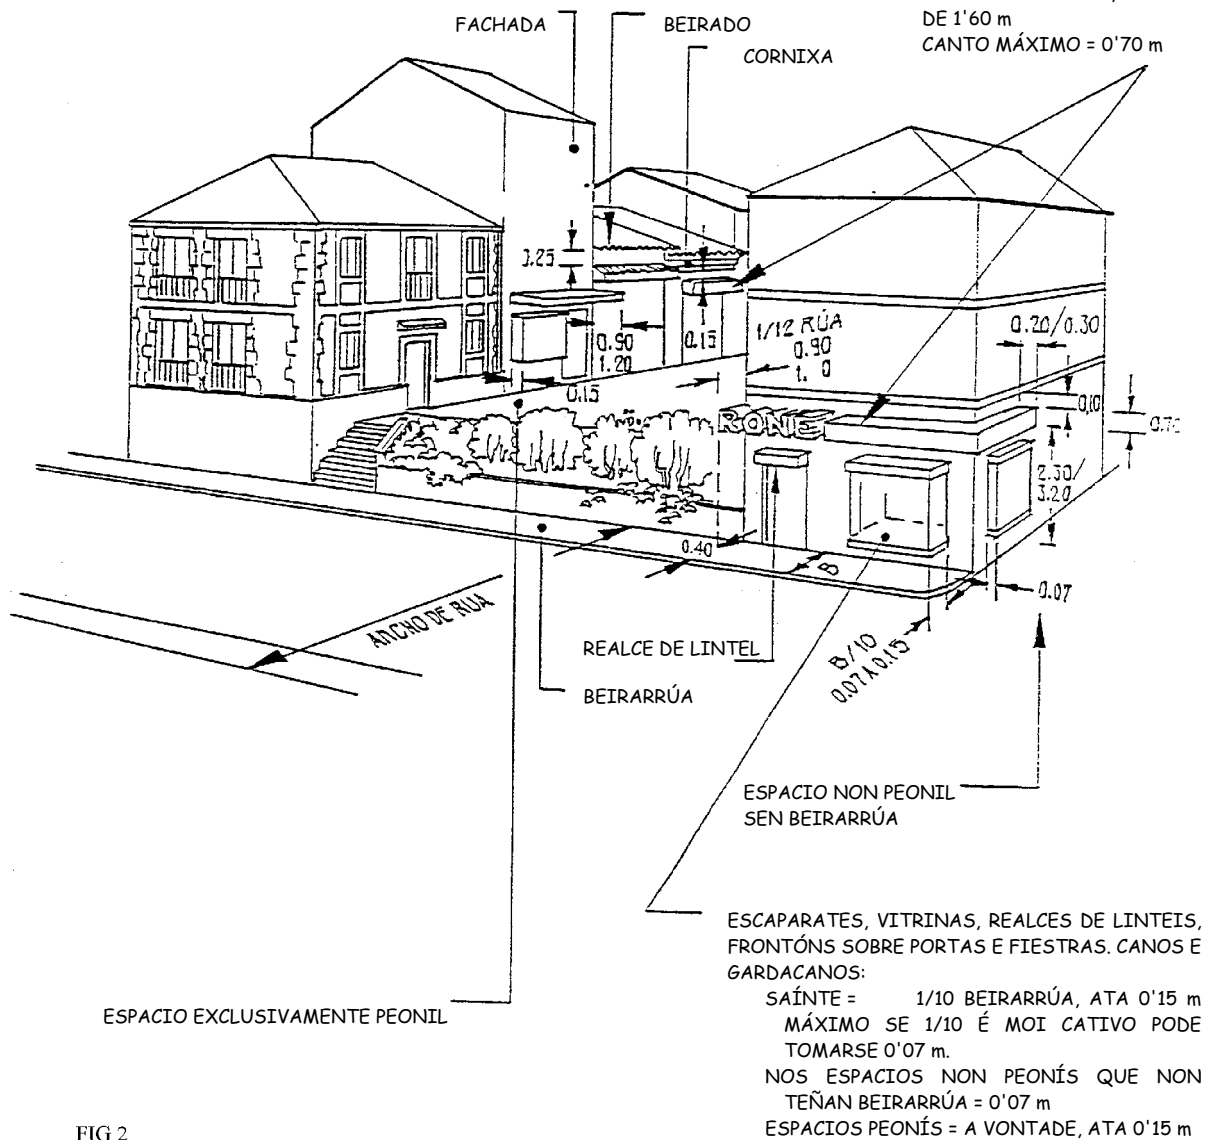 DE 1'60 m
CANTO MÁXIMO = 0'70 m
FACHADA
BEIRADO
CORNIXA
0.90
1.20
0.15
0.15
1/12 RÚA
0.90
0.20/0.30
0.10
0.70
2.50/
3.20
RONE
0.40
B
0.07
B/10
0.07 A 0.15
ANCHO DE RUA
REALCE DE LINTEL
BEIRARRÚA
ESPACIO NON PEONIL
SEN BEIRARRÚA
ESPACIO EXCLUSIVAMENTE PEONIL
ESCAPARATES, VITRINAS, REALCES DE LINTEIS,
FRONTÓNS SOBRE PORTAS E FIESTRAS. CANOS E
GARDACANOS:
SAÍNTE = 1/10 BEIRARRÚA, ATA 0'15 m
MÁXIMO SE 1/10 É MOI CATIVO PODE
TOMARSE 0'07 m.
NOS ESPACIOS NON PEONÍS QUE NON
TEÑAN BEIRARRÚA = 0'07 m
ESPACIOS PEONÍS = A VONTADE, ATA 0'15 m
FIG 2